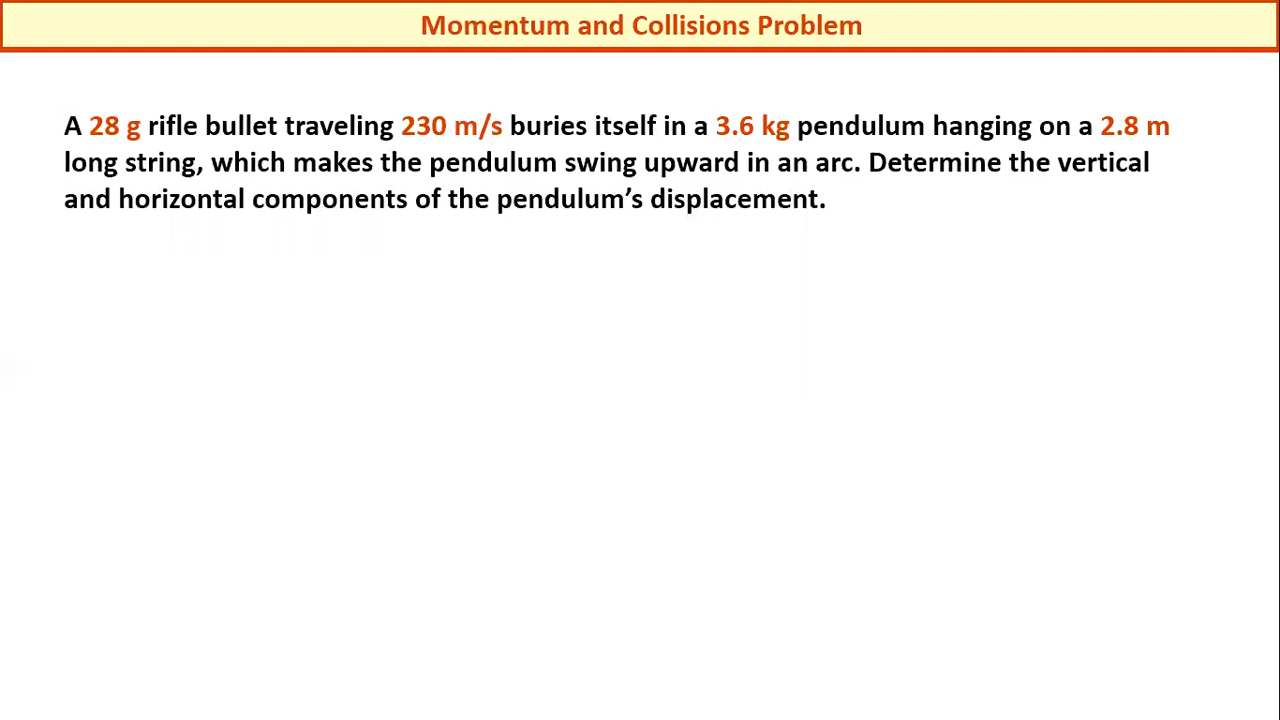 Momentum and Collisions Problem
A 28 g rifle bullet traveling 230 m/s buries itself in a 3.6 kg pendulum hanging on a 2.8 m
long string, which makes the pendulum swing upward in an arc. Determine the vertical
and horizontal components of the pendulum’s displacement.